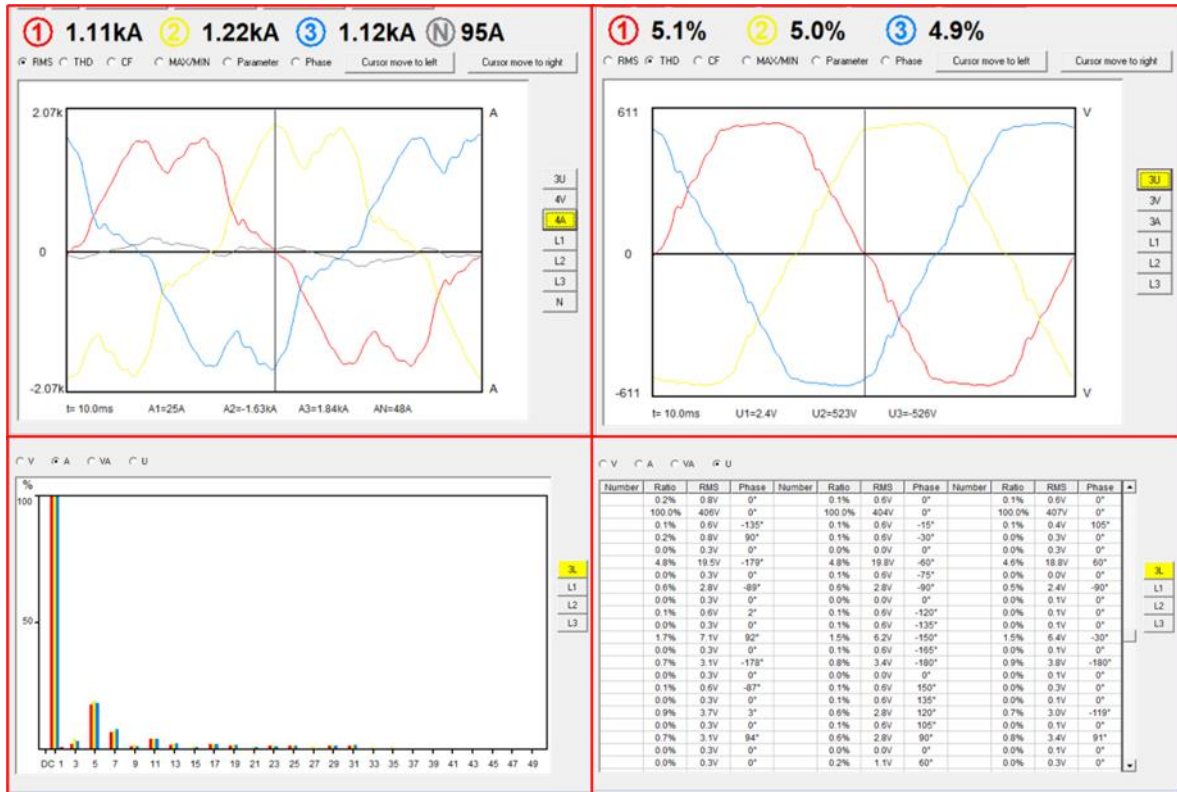 1 1.11kA 2 1.22kA 3 1.12kA N 95A
RMS THD CF MAX/MIN Parameter Phase Cursor move to left Cursor move to right
2.07k A
0
-2.07k A
t= 10.0ms A1=25A A2=-1.63kA A3=1.84kA AN=48A
3U
4V
4A
L1
L2
L3
N
1 5.1% 2 5.0% 3 4.9%
RMS THD CF MAX/MIN Parameter Phase Cursor move to left Cursor move to right
611 V
0
-611 V
t= 10.0ms U1=2.4V U2=523V U3=-526V
3U
3V
3A
L1
L2
L3
V A VA U
%
100
50
DC 1 3 5 7 9 11 13 15 17 19 21 23 25 27 29 31 33 35 37 39 41 43 45 47 49
3L
L1
L2
L3
V A VA U
Number Ratio RMS Phase Number Ratio RMS Phase Number Ratio RMS Phase
0.2% 0.8V 0° 0.1% 0.6V 0° 0.1% 0.6V 0°
100.0% 406V 0° 100.0% 404V 0° 100.0% 407V 0°
0.1% 0.6V -135° 0.1% 0.6V -15° 0.1% 0.4V 105°
0.2% 0.8V 90° 0.1% 0.6V -30° 0.0% 0.3V 0°
0.0% 0.3V 0° 0.0% 0.0V 0° 0.0% 0.3V 0°
4.8% 19.5V -179° 4.8% 19.8V -60° 4.6% 18.8V 60°
0.0% 0.3V 0° 0.1% 0.6V -75° 0.0% 0.0V 0°
0.6% 2.8V -89° 0.6% 2.8V -90° 0.5% 2.4V -90°
0.0% 0.3V 0° 0.0% 0.0V 0° 0.0% 0.1V 0°
0.1% 0.6V 2° 0.1% 0.6V -120° 0.0% 0.1V 0°
0.0% 0.3V 0° 0.1% 0.6V -135° 0.0% 0.1V 0°
1.7% 7.1V 92° 1.5% 6.2V -150° 1.5% 6.4V -30°
0.0% 0.3V 0° 0.1% 0.6V -165° 0.0% 0.1V 0°
0.7% 3.1V -178° 0.8% 3.4V -180° 0.9% 3.8V -180°
0.0% 0.3V 0° 0.0% 0.0V 0° 0.0% 0.1V 0°
0.1% 0.6V -87° 0.1% 0.6V 150° 0.0% 0.3V 0°
0.0% 0.3V 0° 0.1% 0.6V 135° 0.0% 0.1V 0°
0.9% 3.7V 3° 0.6% 2.8V 120° 0.7% 3.0V -119°
0.0% 0.3V 0° 0.1% 0.6V 105° 0.0% 0.1V 0°
0.7% 3.1V 94° 0.6% 2.8V 90° 0.8% 3.4V 91°
0.0% 0.3V 0° 0.0% 0.0V 0° 0.0% 0.1V 0°
0.0% 0.3V 0° 0.2% 1.1V 60° 0.0% 0.3V 0°
3L
L1
L2
L3